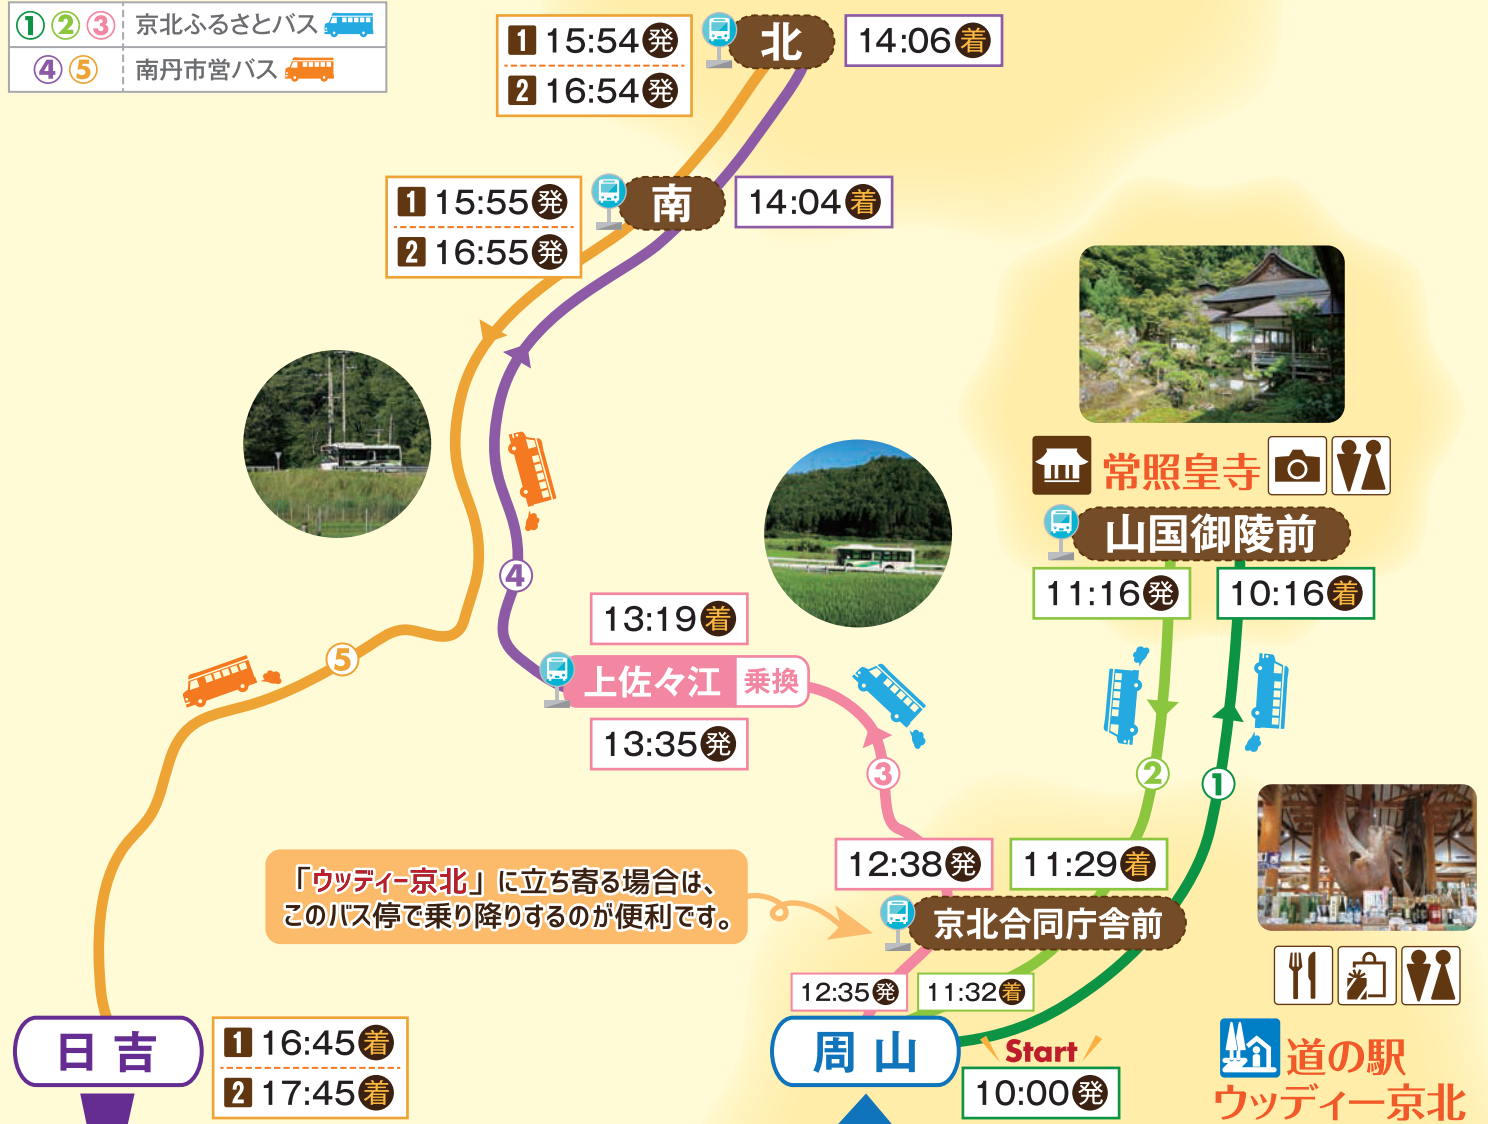 ① ② ③ 京北ふるさとバス
④ ⑤ 南丹市営バス
1 15:54発
2 16:54発
北
14:06着
1 15:55発
2 16:55発
南
14:04着
常照皇寺
山国御陵前
11:16発
10:16着
④
13:19着
上佐々江 乗換
13:35発
⑤
③
②
①
12:38発
11:29着
「ウッディー京北」に立ち寄る場合は、
このバス停で乗り降りするのが便利です。
京北合同庁舎前
12:35発
11:32着
日吉
1 16:45着
2 17:45着
周山
Start
10:00発
道の駅
ウッディー京北